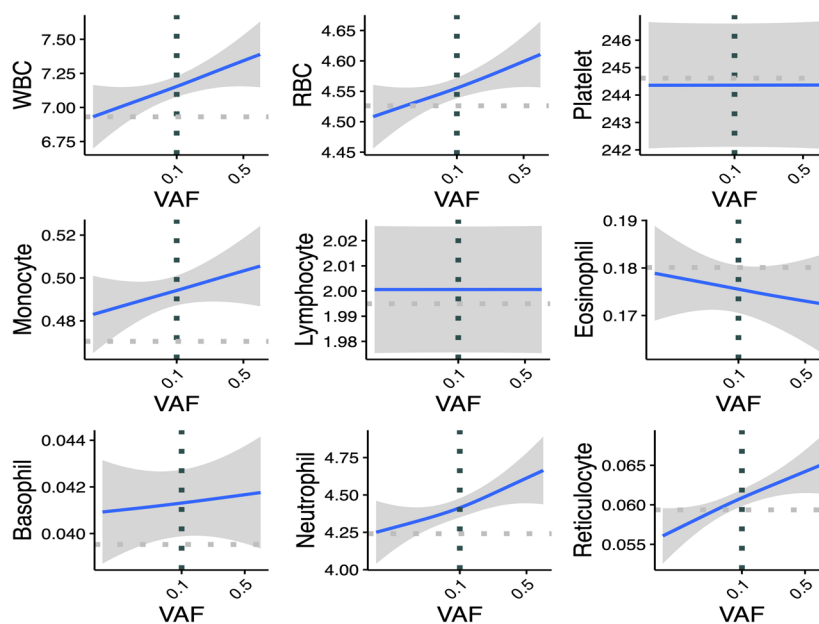 WBC
7.50
7.25
7.00
6.75
0.1
0.5
VAF
RBC
4.65
4.60
4.55
4.50
4.45
0.1
0.5
VAF
Platelet
246
245
244
243
242
0.1
0.5
VAF
Monocyte
0.52
0.50
0.48
0.1
0.5
VAF
Lymphocyte
2.02
2.01
2.00
1.99
1.98
0.1
0.5
VAF
Eosinophil
0.19
0.18
0.17
0.1
0.5
VAF
Basophil
0.044
0.042
0.040
0.1
0.5
VAF
Neutrophil
4.75
4.50
4.25
4.00
0.1
0.5
VAF
Reticulocyte
0.065
0.060
0.055
0.1
0.5
VAF